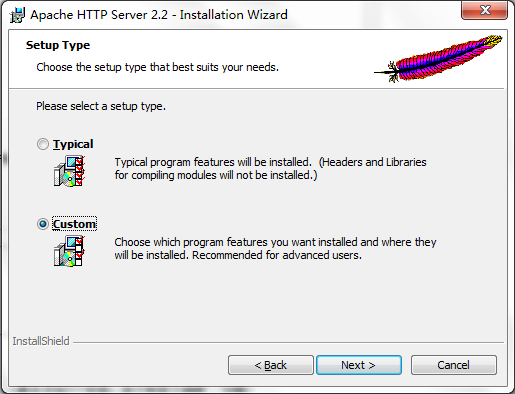 Apache HTTP Server 2.2 - Installation Wizard
Setup Type
Choose the setup type that best suits your needs.
Please select a setup type.
Typical
Typical program features will be installed. (Headers and Libraries
for compiling modules will not be installed.)
Custom
Choose which program features you want installed and where they
will be installed. Recommended for advanced users.
InstallShield
< Back Next > Cancel